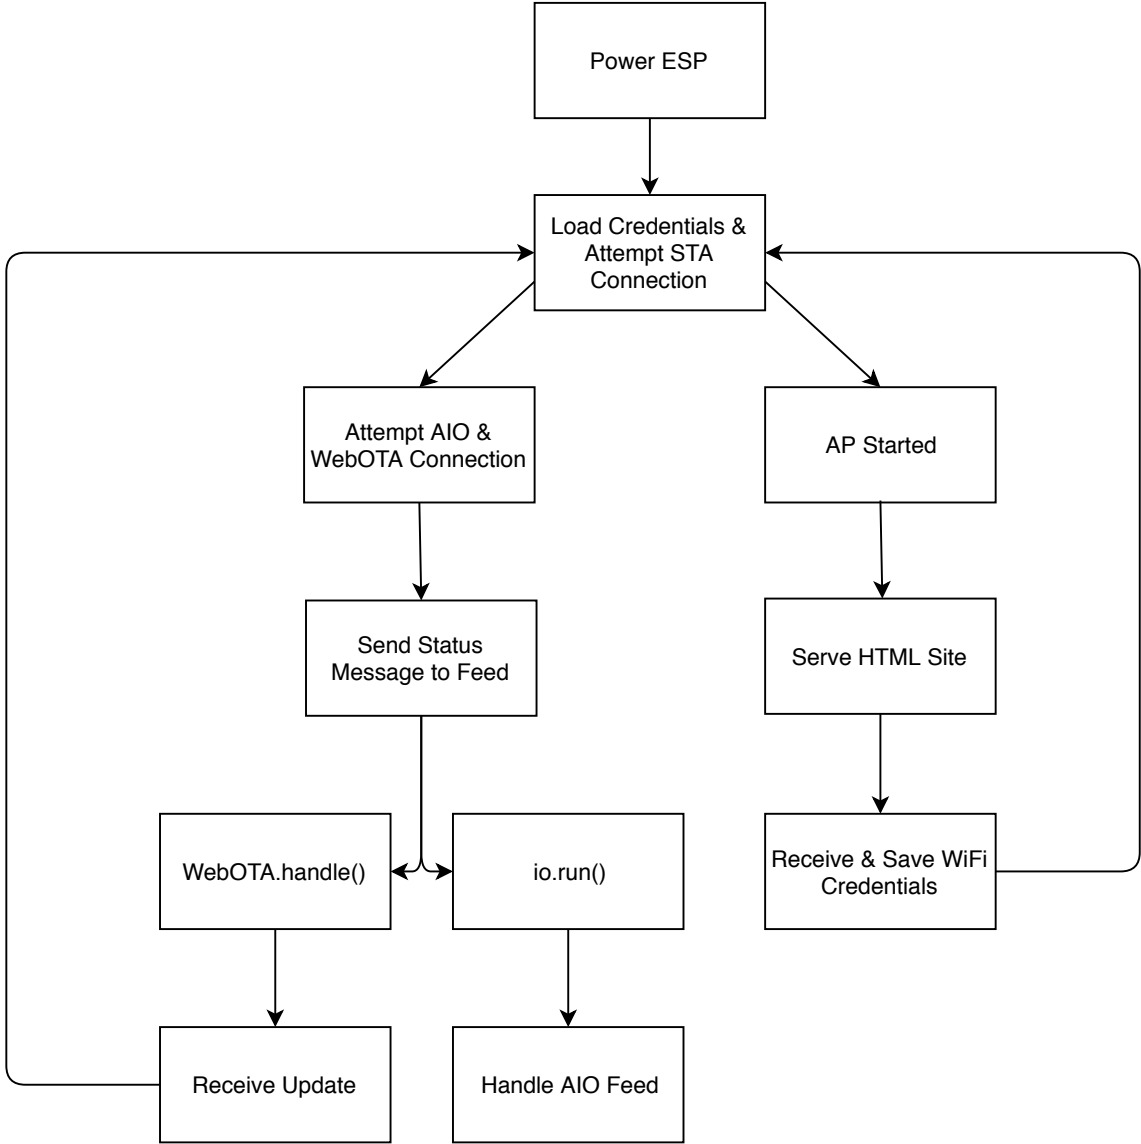 Power ESP
Load Credentials &
Attempt STA
Connection
Attempt AIO &
WebOTA Connection
AP Started
Send Status
Message to Feed
Serve HTML Site
WebOTA.handle()
io.run()
Receive & Save WiFi
Credentials
Receive Update
Handle AIO Feed